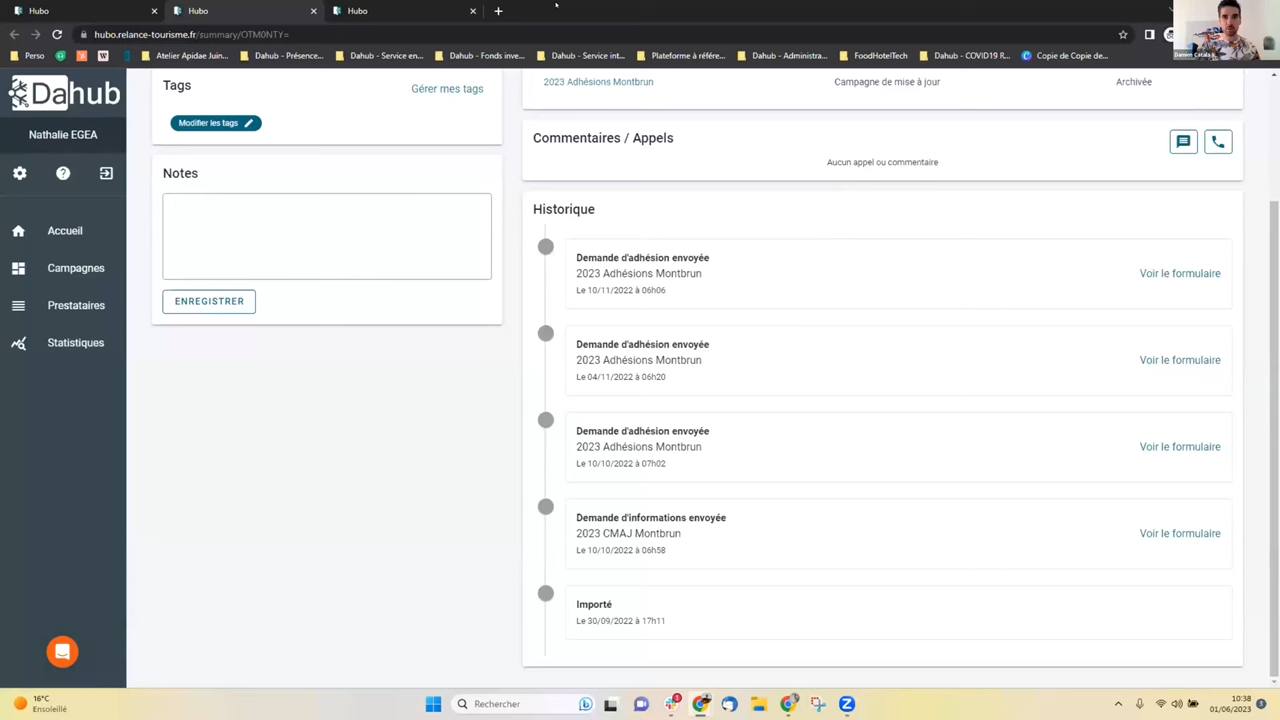 Hubo
Hubo
Hubo
hubo.relance-tourisme.fr/summary/OTM0NTY=
Perso
Atelier Apidae Juin...
Dahub - Présence...
Dahub - Service en...
Dahub - Fonds inve...
Dahub - Service int...
Plateforme à référe...
Dahub - Administra...
FoodHotelTech
Dahub - COVID19 R...
Copie de Copie de...
Dahub
Nathalie EGEA
Accueil
Campagnes
Prestataires
Statistiques
Tags
Gérer mes tags
Modifier les tags
Notes
ENREGISTRER
2023 Adhésions Montbrun
Campagne de mise à jour
Archivée
Commentaires / Appels
Aucun appel ou commentaire
Historique
Demande d'adhésion envoyée
2023 Adhésions Montbrun
Voir le formulaire
Le 10/11/2022 à 06h06
Demande d'adhésion envoyée
2023 Adhésions Montbrun
Voir le formulaire
Le 04/11/2022 à 06h20
Demande d'adhésion envoyée
2023 Adhésions Montbrun
Voir le formulaire
Le 10/10/2022 à 07h02
Demande d'informations envoyée
2023 CMAJ Montbrun
Voir le formulaire
Le 10/10/2022 à 06h58
Importé
Le 30/09/2022 à 17h11
16°C
Ensoleillé
Rechercher
10:38
01/06/2023